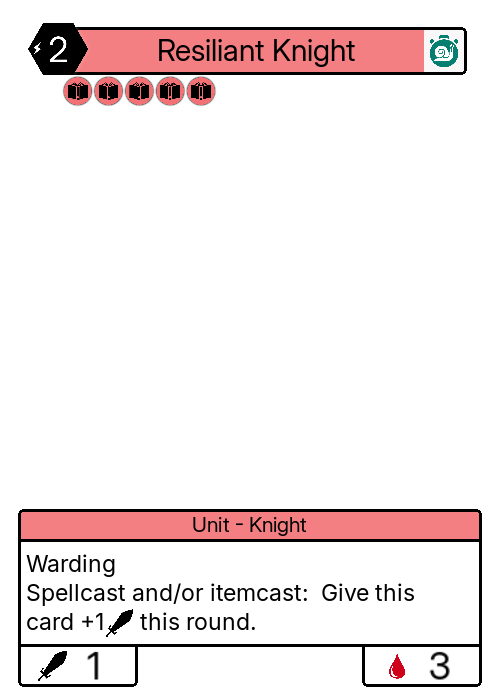 2 Resiliant Knight
Unit - Knight
Warding
Spellcast and/or itemcast: Give this
card +1 this round.
1 3